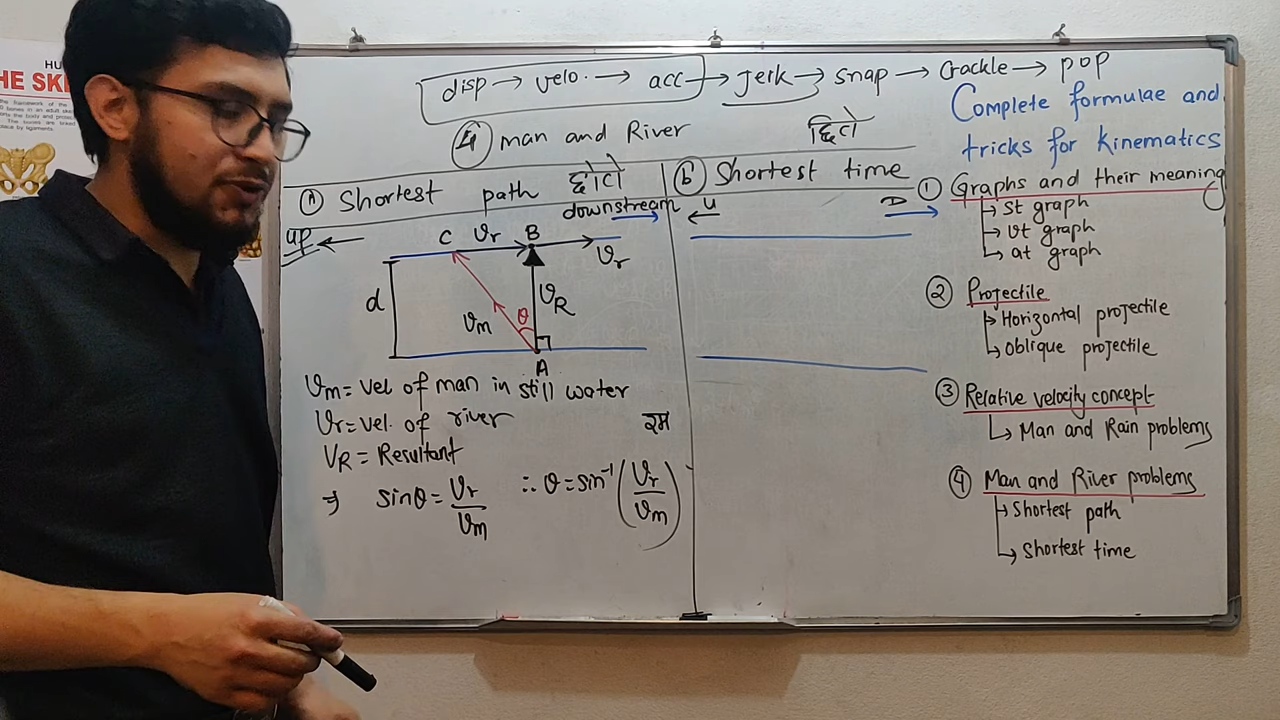 disp → velo. → acc → Jerk → snap → Crackle → pop
Complete formulae and
tricks for kinematics
④ man and River
Ⓐ Shortest path
ⓑ Shortest time
downstream
U
D
up
C
vr
B
vr
d
vm
θ
vR
A
vm = vel of man in still water
vr = vel. of river
VR = Resultant
⇒ sinθ = vr/vm ∴ θ = sin⁻¹(vr/vm)
① Graphs and their meaning
↳ st graph
↳ vt graph
↳ at graph
② Projectile
↳ Horizontal projectile
↳ Oblique projectile
③ Relative velocity concept
↳ Man and Rain problems
④ Man and River problems
↳ Shortest path
↳ Shortest time
HU
HE SK